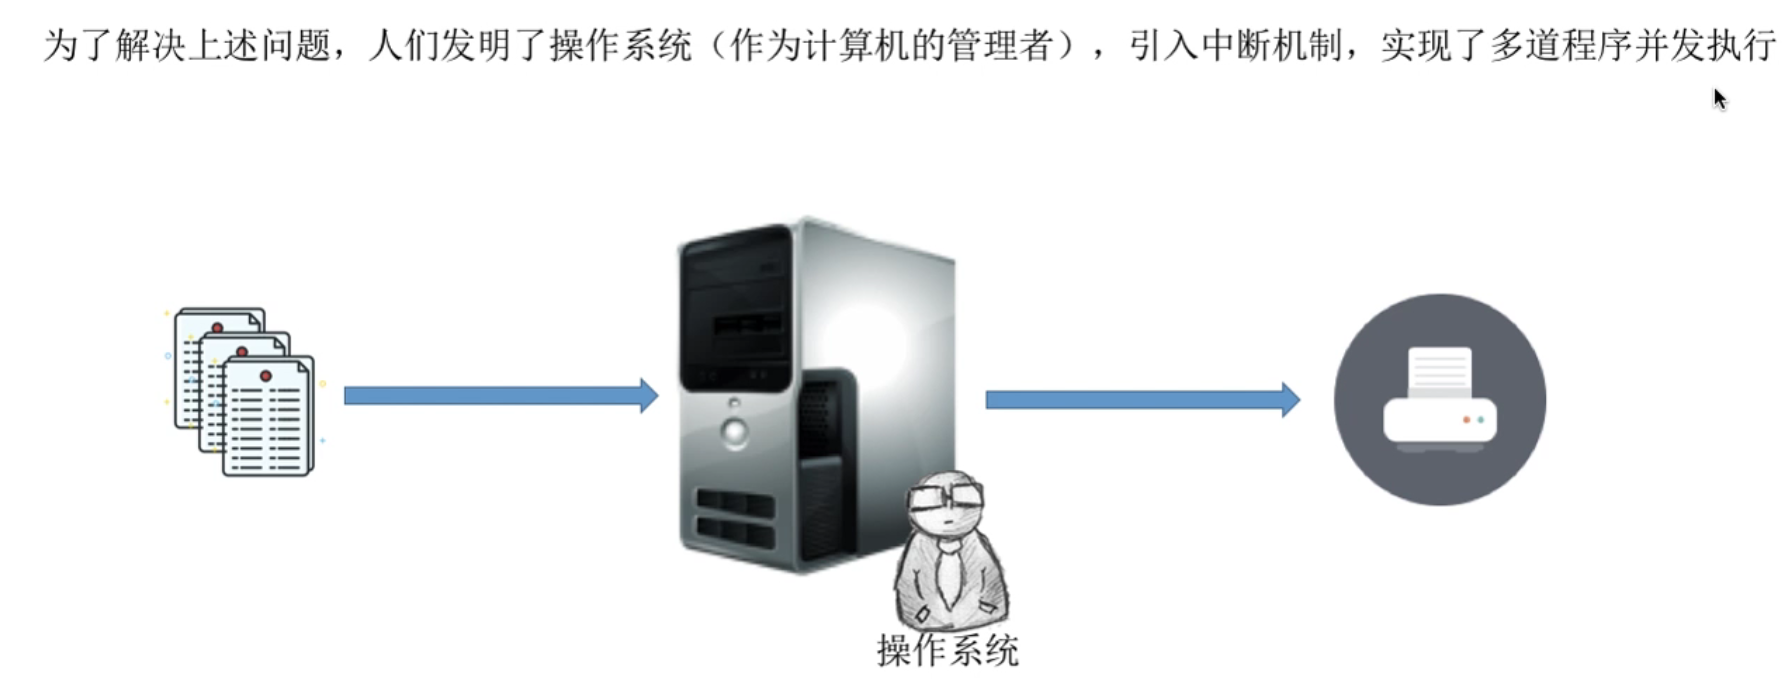 为了解决上述问题，人们发明了操作系统（作为计算机的管理者），引入中断机制，实现了多道程序并发执行
操作系统